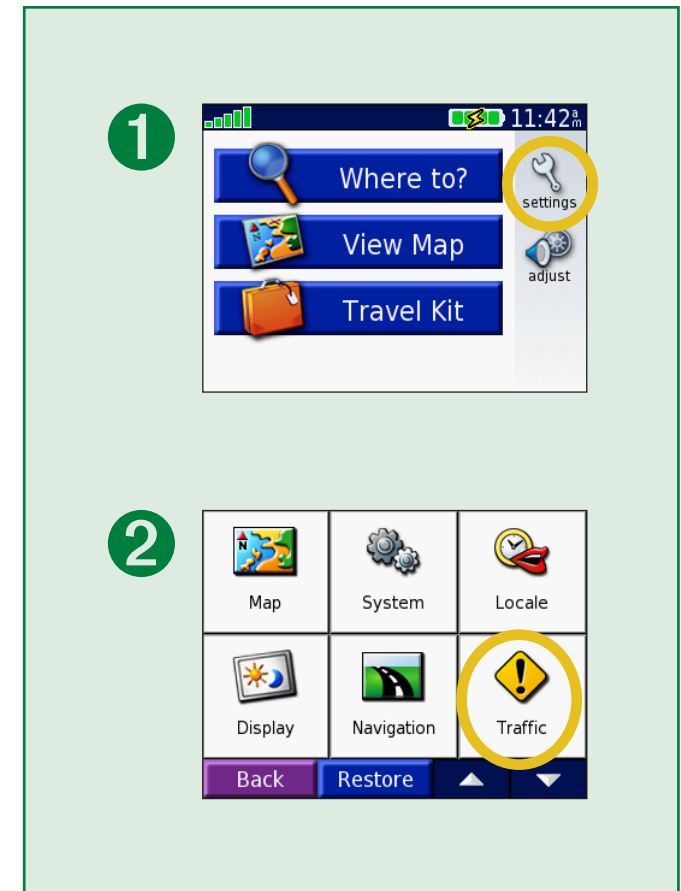 1
11:42am
Where to?
settings
View Map
adjust
Travel Kit
2
N
Map
System
Locale
Display
Navigation
Traffic
Back Restore